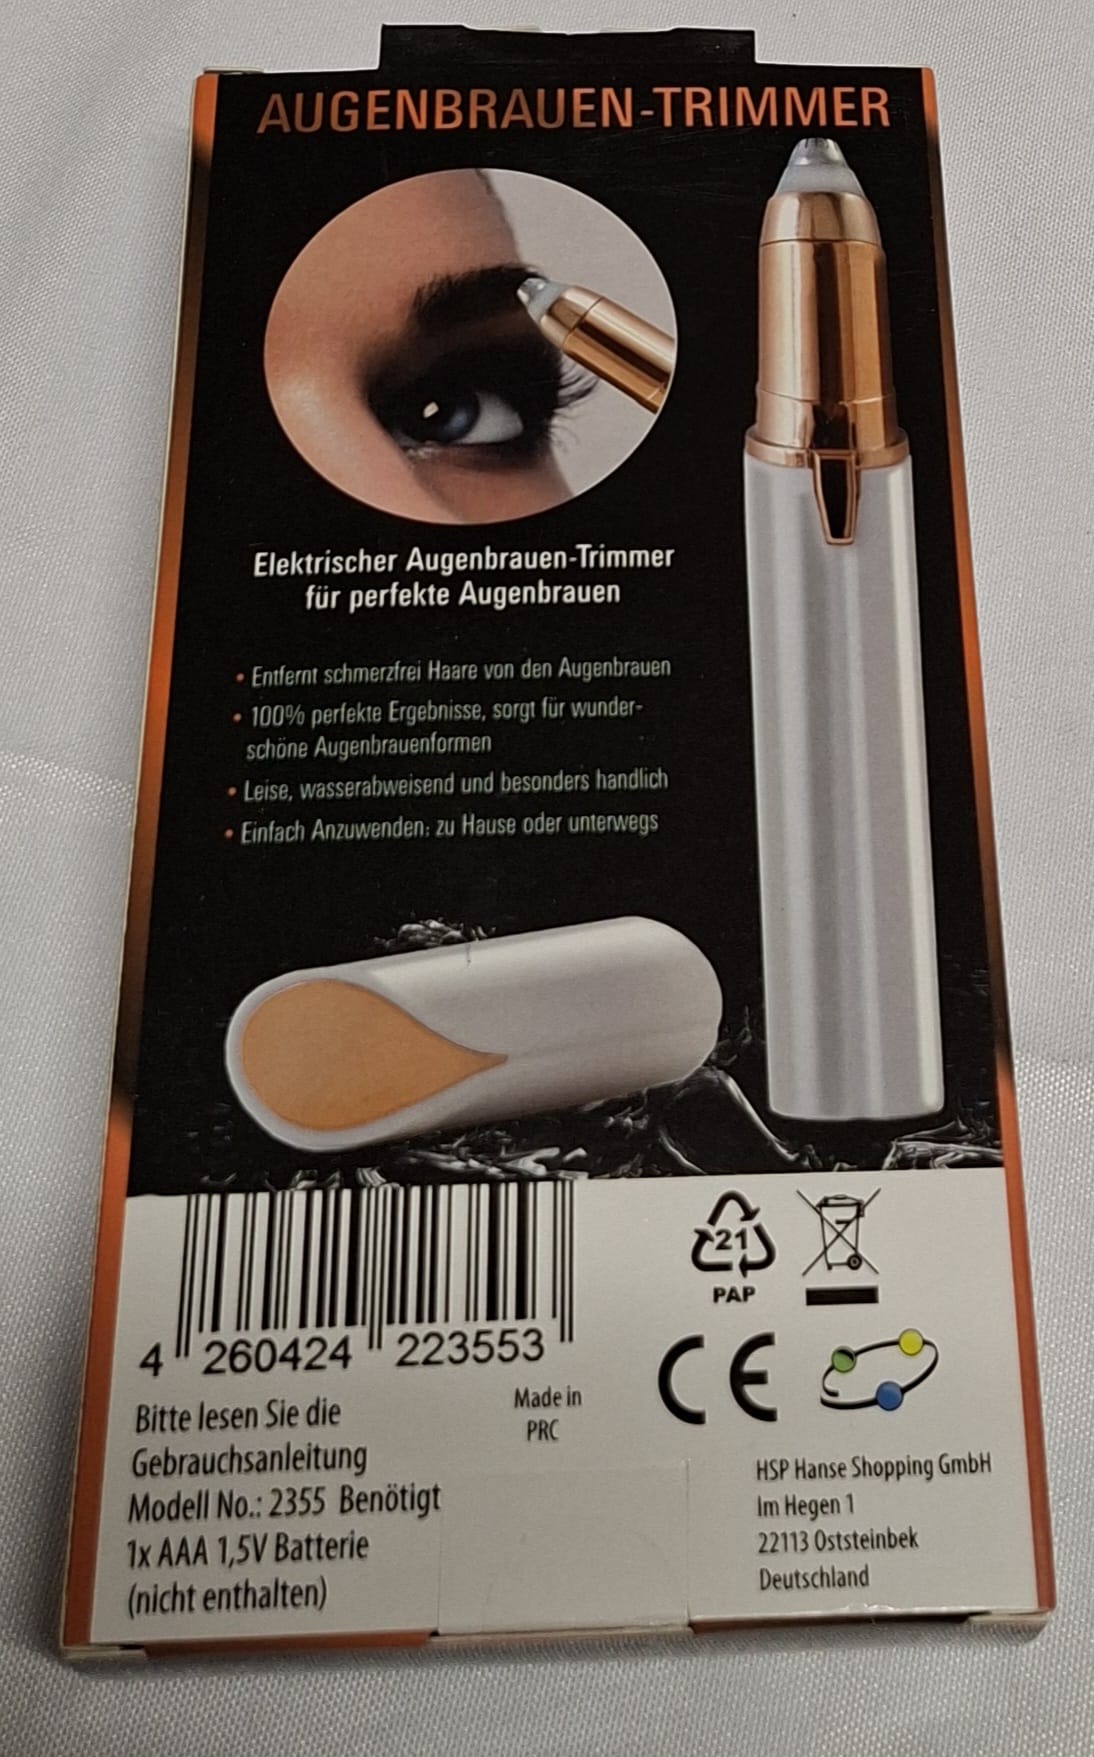 AUGENBRAUEN-TRIMMER
Elektrischer Augenbrauen-Trimmer
für perfekte Augenbrauen
• Entfernt schmerzfrei Haare von den Augenbrauen
• 100% perfekte Ergebnisse, sorgt für wunder-
schöne Augenbrauenformen
• Leise, wasserabweisend und besonders handlich
• Einfach Anzuwenden: zu Hause oder unterwegs
4 260424 223553
Bitte lesen Sie die
Gebrauchsanleitung
Modell No.: 2355 Benötigt
1x AAA 1,5V Batterie
(nicht enthalten)
Made in
PRC
21
PAP
CE
HSP Hanse Shopping GmbH
Im Hegen 1
22113 Oststeinbek
Deutschland